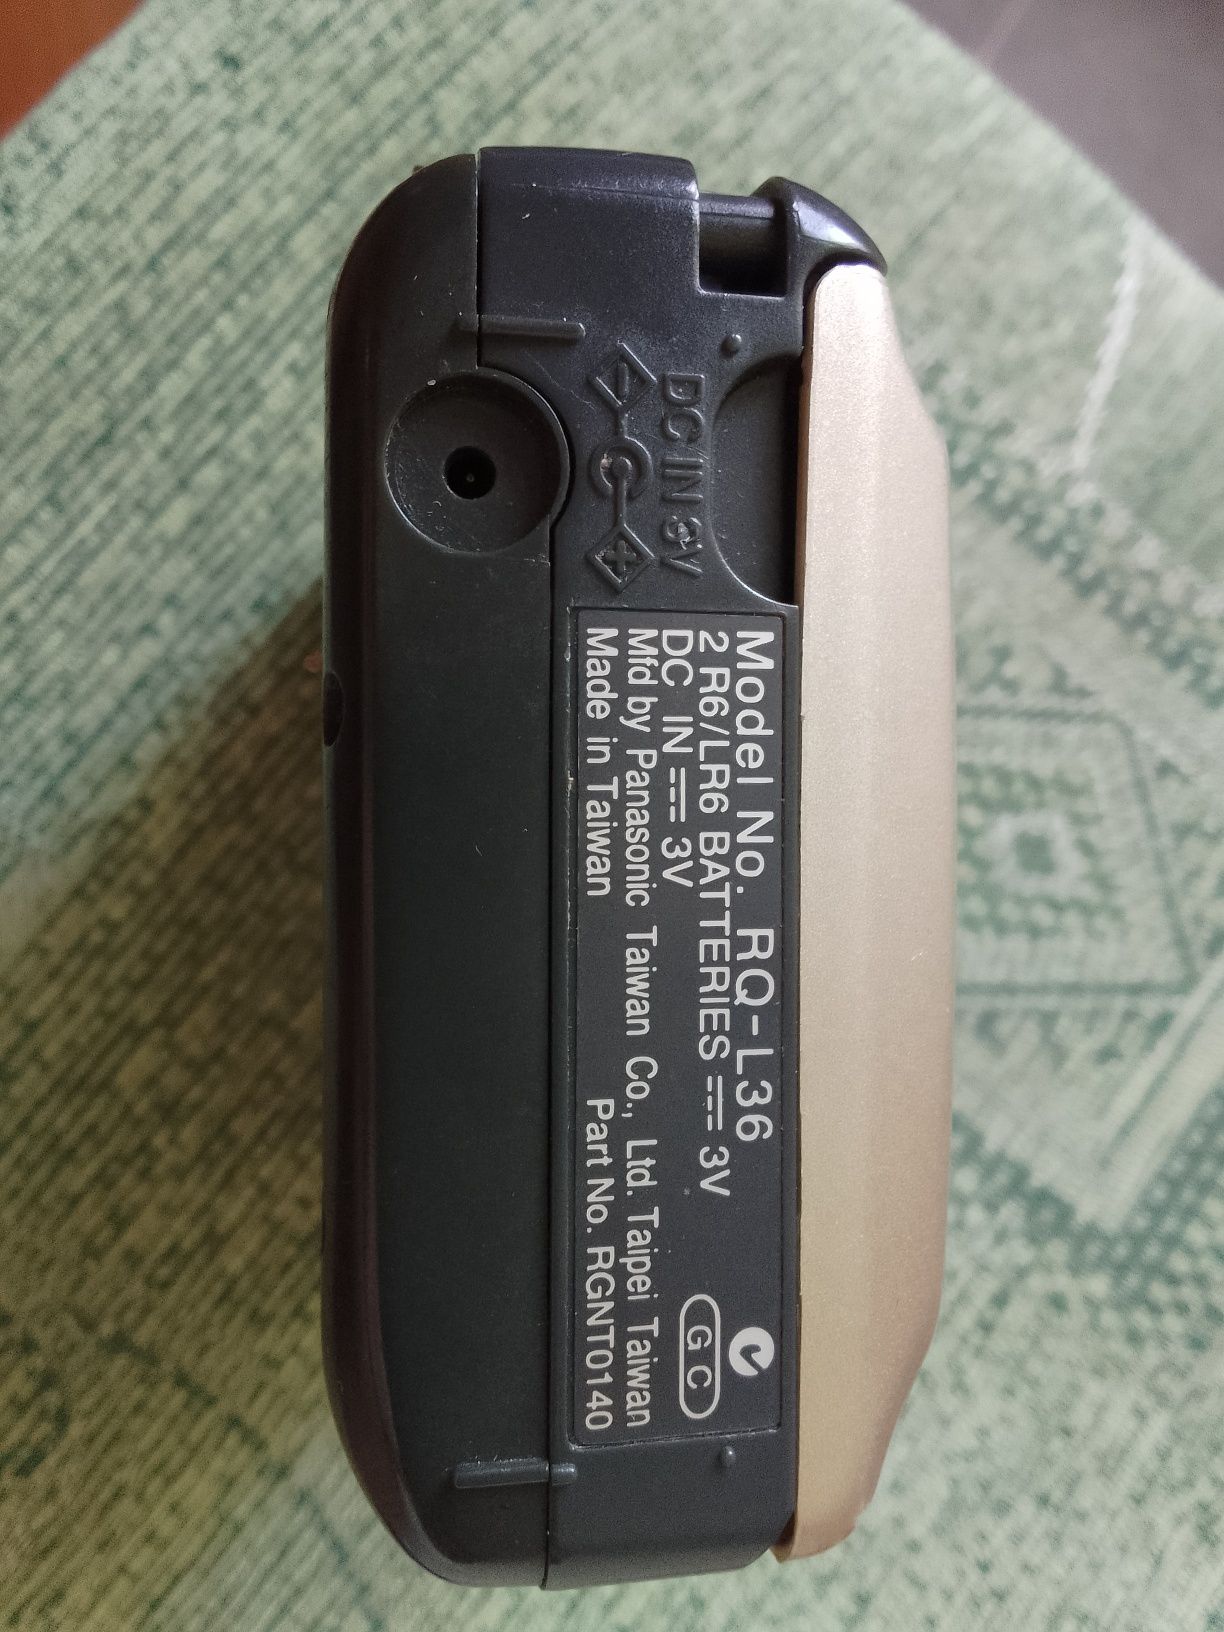 DC IN 3V
Model No. RQ-L36
2 R6/LR6 BATTERIES ⎓ 3V
DC IN ⎓ 3V
GC
Mfd by Panasonic Taiwan Co., Ltd. Taipei Taiwan
Made in Taiwan Part No. RGNT0140